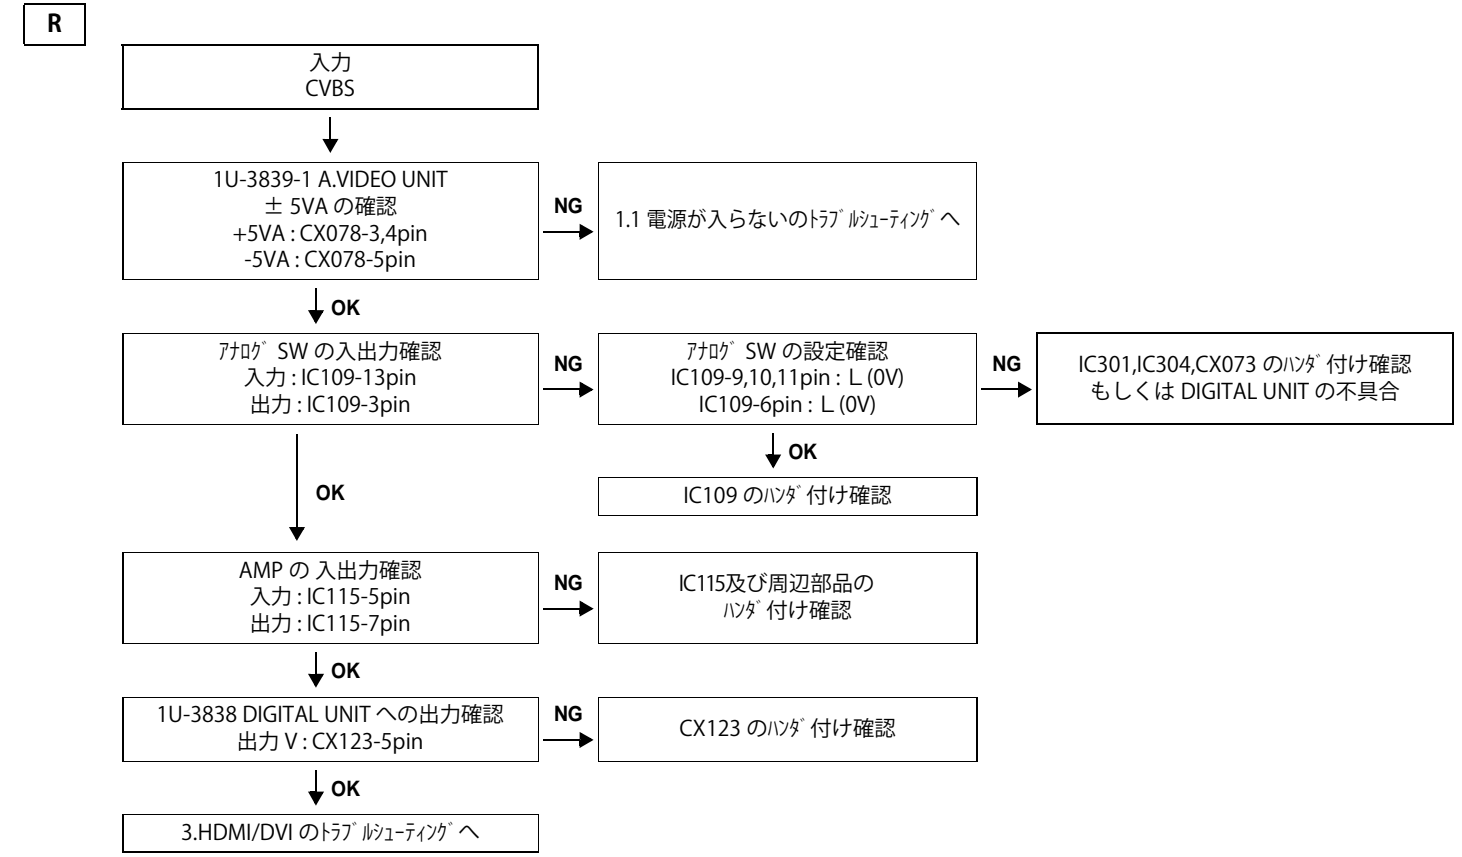 R
入力
CVBS
1U-3839-1 A.VIDEO UNIT
± 5VA の確認
+5VA : CX078-3,4pin
-5VA : CX078-5pin
NG
1.1 電源が入らないのﾄﾗﾌﾞﾙｼｭｰﾃｨﾝｸﾞへ
OK
ｱﾅﾛｸﾞ SW の入出力確認
入力 : IC109-13pin
出力 : IC109-3pin
NG
ｱﾅﾛｸﾞ SW の設定確認
IC109-9,10,11pin : L (0V)
IC109-6pin : L (0V)
NG
IC301,IC304,CX073 のﾊﾝﾀﾞ付け確認
もしくは DIGITAL UNIT の不具合
OK
IC109 のﾊﾝﾀﾞ付け確認
OK
AMP の 入出力確認
入力 : IC115-5pin
出力 : IC115-7pin
NG
IC115及び周辺部品の
ﾊﾝﾀﾞ付け確認
OK
1U-3838 DIGITAL UNIT への出力確認
出力 V : CX123-5pin
NG
CX123 のﾊﾝﾀﾞ付け確認
OK
3.HDMI/DVI のﾄﾗﾌﾞﾙｼｭｰﾃｨﾝｸﾞへ